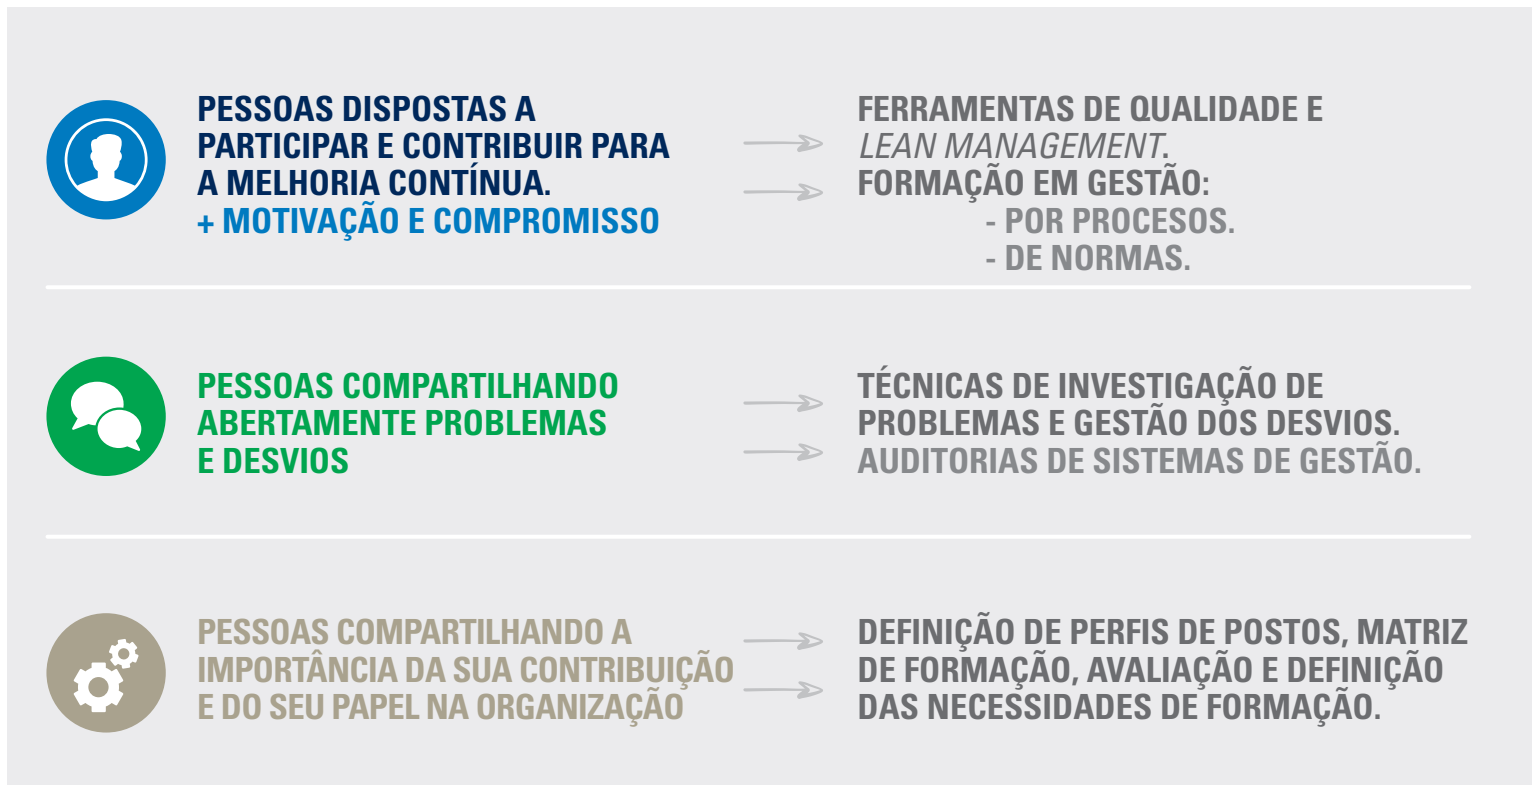 PESSOAS DISPOSTAS A
PARTICIPAR E CONTRIBUIR PARA
A MELHORIA CONTÍNUA.
+ MOTIVAÇÃO E COMPROMISSO
FERRAMENTAS DE QUALIDADE E
LEAN MANAGEMENT.
FORMAÇÃO EM GESTÃO:
- POR PROCESOS.
- DE NORMAS.
PESSOAS COMPARTILHANDO
ABERTAMENTE PROBLEMAS
E DESVIOS
TÉCNICAS DE INVESTIGAÇÃO DE
PROBLEMAS E GESTÃO DOS DESVIOS.
AUDITORIAS DE SISTEMAS DE GESTÃO.
PESSOAS COMPARTILHANDO A
IMPORTÂNCIA DA SUA CONTRIBUIÇÃO
E DO SEU PAPEL NA ORGANIZAÇÃO
DEFINIÇÃO DE PERFIS DE POSTOS, MATRIZ
DE FORMAÇÃO, AVALIAÇÃO E DEFINIÇÃO
DAS NECESSIDADES DE FORMAÇÃO.